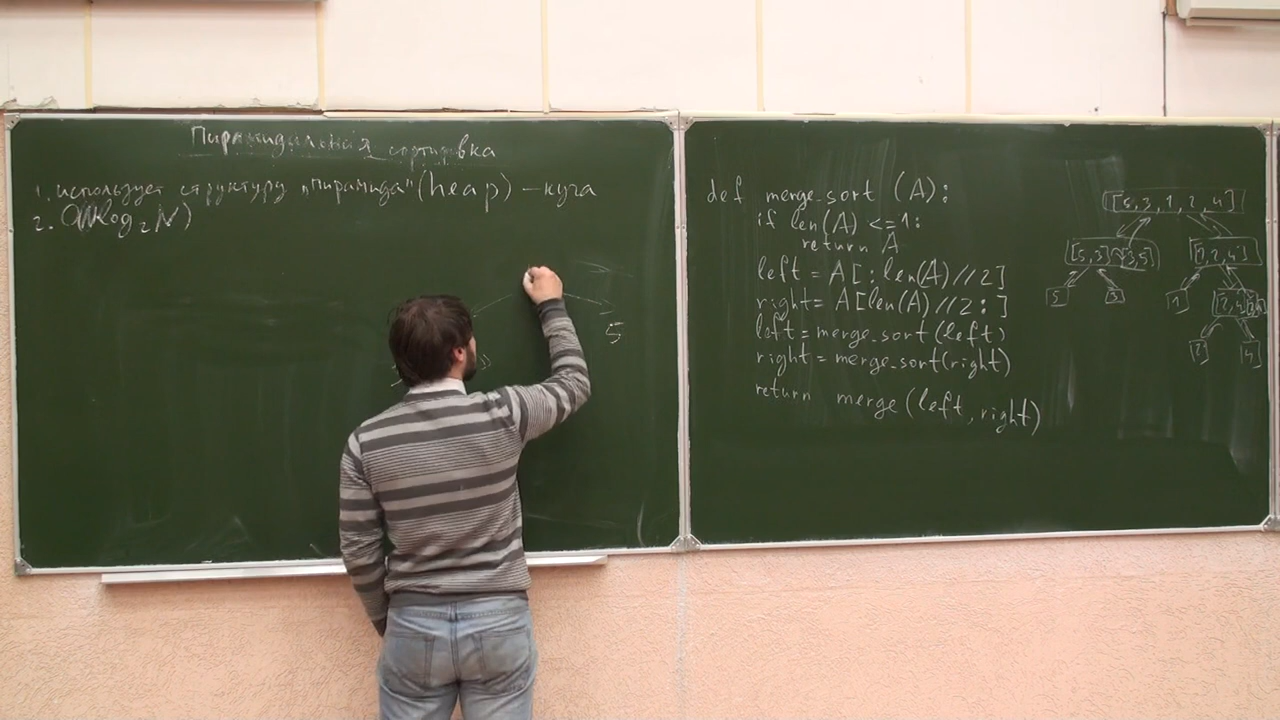 Пирамидальная сортировка
1. использует структуру "пирамида" (heap) – куча
2. O(N log₂N)
5
def merge_sort (A):
if len(A) <= 1:
return A
left = A[:len(A)//2]
right = A[len(A)//2:]
left = merge_sort (left)
right = merge_sort(right)
return merge(left, right)
[5, 3, 1, 2, 4]
[5, 3] [3, 5] [1, 2, 4]
5 3 1 [2, 4]
2 4